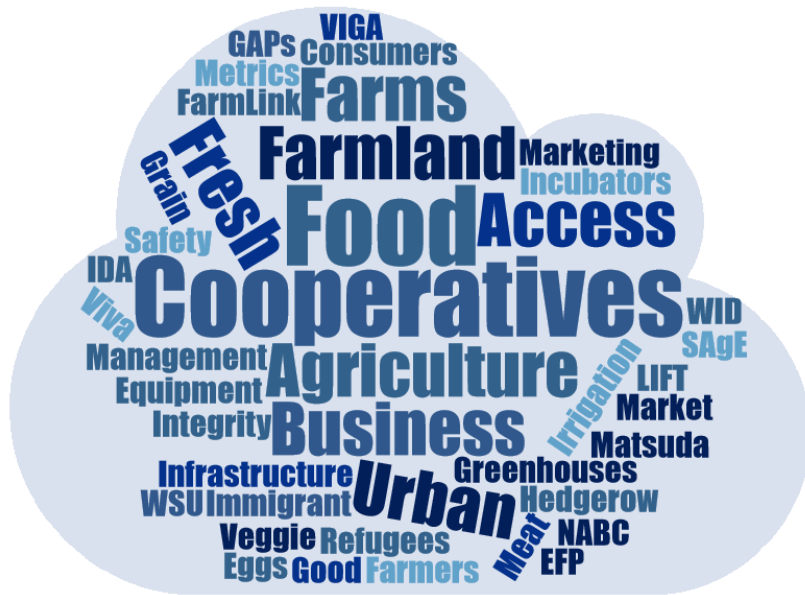 VIGA
GAPs Consumers
Metrics
FarmLink Farms
Fresh Farmland Marketing
Grain Incubators
Food Access
Safety
IDA Cooperatives WID
Viva SAgE
Management Agriculture Irrigation LIFT
Equipment Market
Integrity Business Matsuda
Infrastructure Urban Greenhouses
WSU Immigrant Hedgerow
Veggie Refugees Meat NABC
Eggs Good Farmers EFP